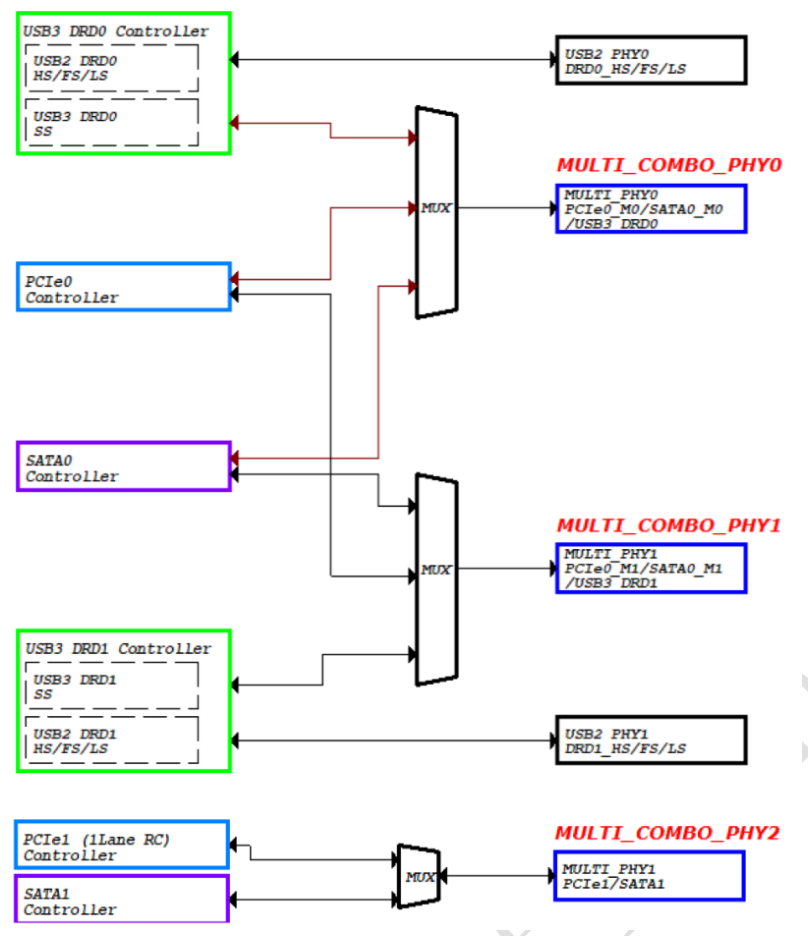 USB3 DRD0 Controller
USB2 DRD0
HS/FS/LS
USB3 DRD0
SS
USB2 PHY0
DRD0_HS/FS/LS
MUX
MULTI_COMBO_PHY0
MULTI_PHY0
PCIe0_M0/SATA0_M0
/USB3_DRD0
PCIe0
Controller
SATA0
Controller
MUX
MULTI_COMBO_PHY1
MULTI_PHY1
PCIe0_M1/SATA0_M1
/USB3_DRD1
USB3 DRD1 Controller
USB3 DRD1
SS
USB2 DRD1
HS/FS/LS
USB2 PHY1
DRD1_HS/FS/LS
PCIe1 (1Lane RC)
Controller
SATA1
Controller
MUX
MULTI_COMBO_PHY2
MULTI_PHY1
PCIe1/SATA1